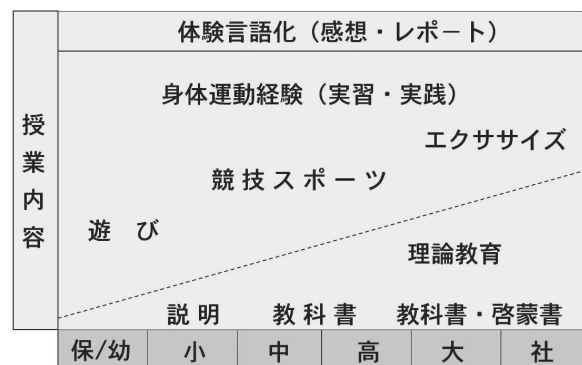 体験言語化（感想・レポート）
身体運動経験（実習・実践）
エクササイズ
競技スポーツ
遊び
理論教育
説明 教科書 教科書・啓蒙書
授業内容
保/幼 小 中 高 大 社